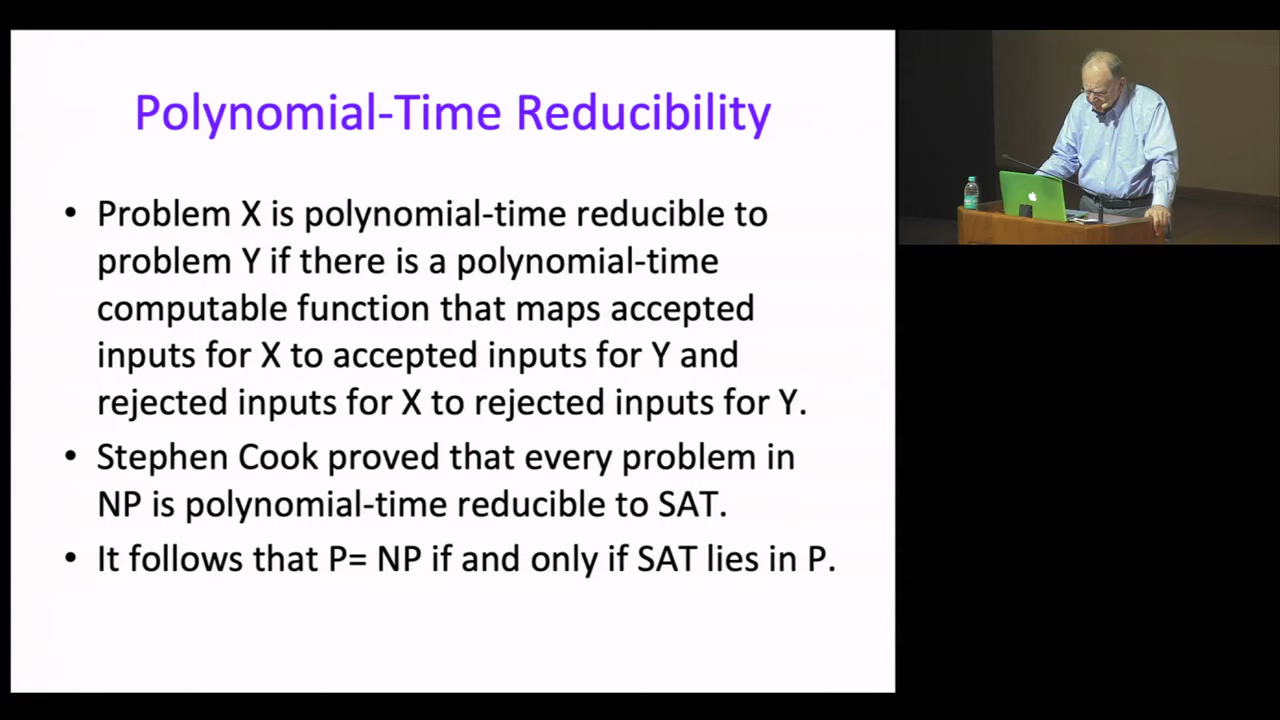 Polynomial-Time Reducibility
• Problem X is polynomial-time reducible to
problem Y if there is a polynomial-time
computable function that maps accepted
inputs for X to accepted inputs for Y and
rejected inputs for X to rejected inputs for Y.
• Stephen Cook proved that every problem in
NP is polynomial-time reducible to SAT.
• It follows that P= NP if and only if SAT lies in P.